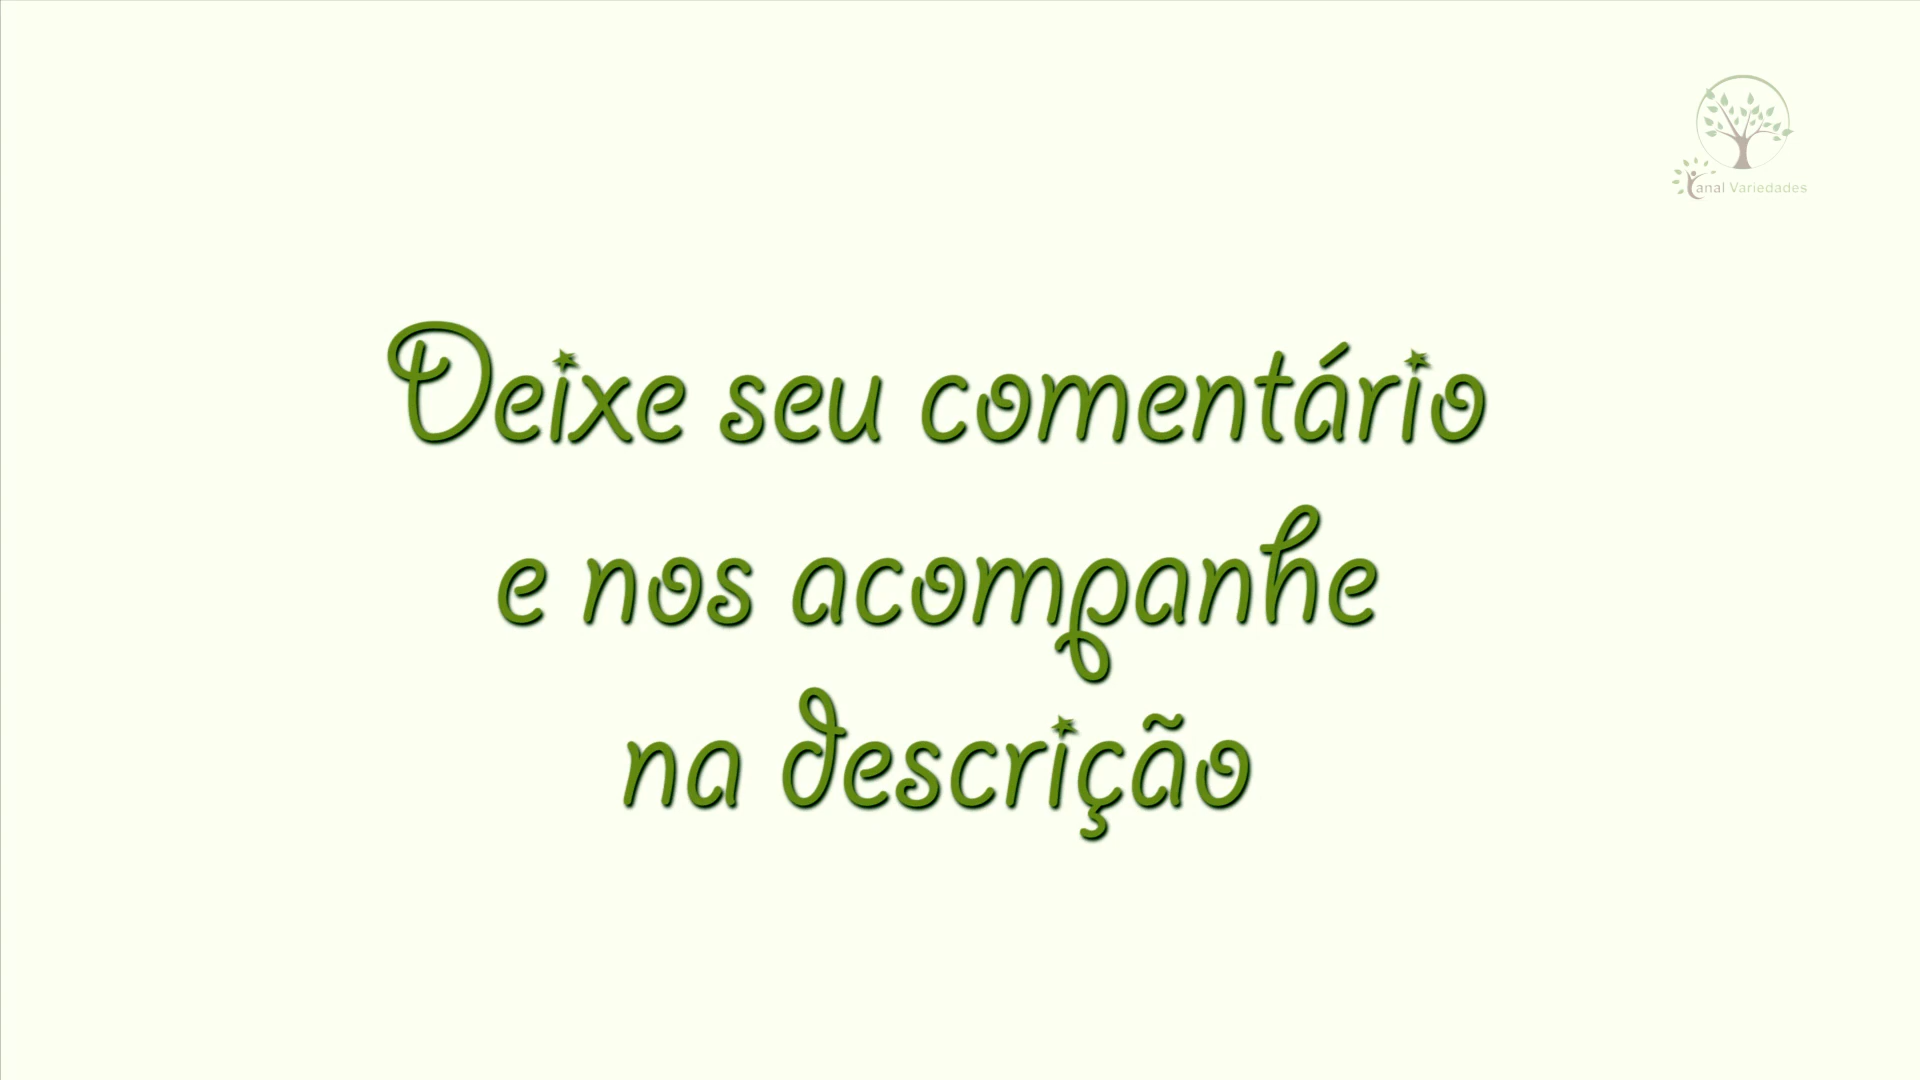 Canal Variedades
Deixe seu comentário
e nos acompanhe
na descrição